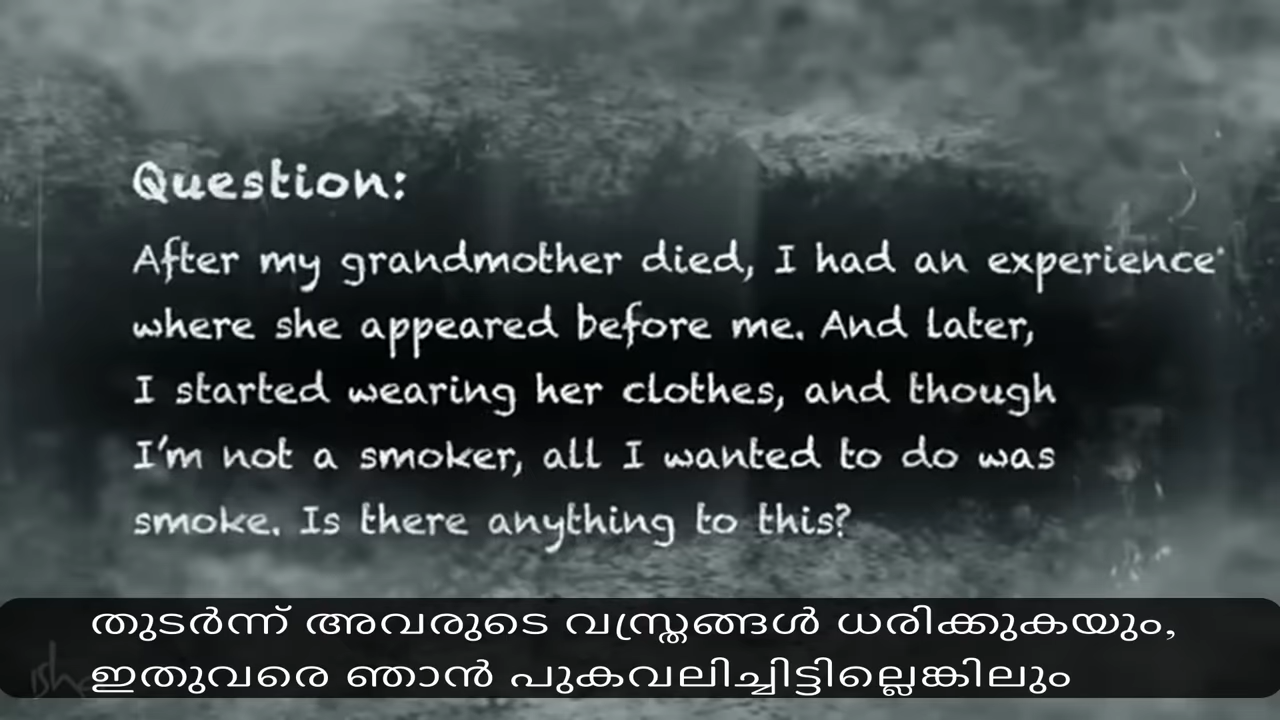 Question:
After my grandmother died, I had an experience
where she appeared before me. And later,
I started wearing her clothes, and though
I'm not a smoker, all I wanted to do was
smoke. Is there anything to this?
തുടർന്ന് അവരുടെ വസ്ത്രങ്ങൾ ധരിക്കുകയും,
ഇതുവരെ ഞാൻ പുകവലിച്ചിട്ടില്ലെങ്കിലും